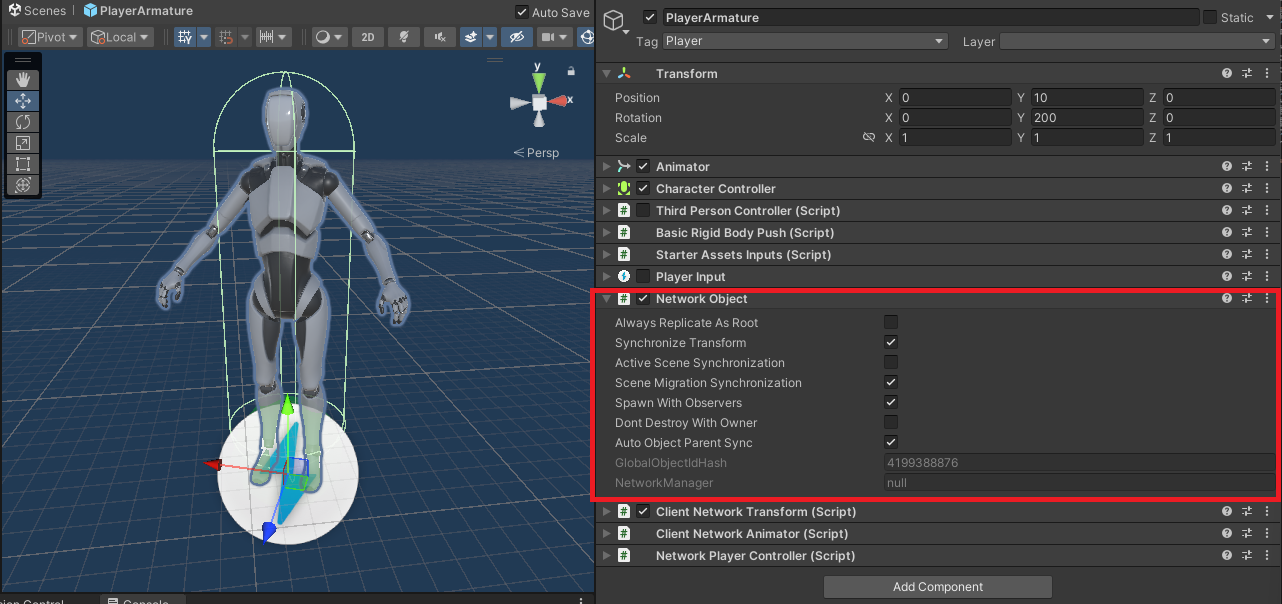 Scenes | PlayerArmature
Auto Save
Pivot
Local
2D
y
x
Persp
Console
PlayerArmature
Static
Tag Player
Layer
Transform
Position X 0 Y 10 Z 0
Rotation X 0 Y 200 Z 0
Scale X 1 Y 1 Z 1
Animator
# Character Controller
# Third Person Controller (Script)
# Basic Rigid Body Push (Script)
# Starter Assets Inputs (Script)
Player Input
# Network Object
Always Replicate As Root
Synchronize Transform
Active Scene Synchronization
Scene Migration Synchronization
Spawn With Observers
Dont Destroy With Owner
Auto Object Parent Sync
GlobalObjectIdHash 4199388876
NetworkManager null
# Client Network Transform (Script)
# Client Network Animator (Script)
# Network Player Controller (Script)
Add Component